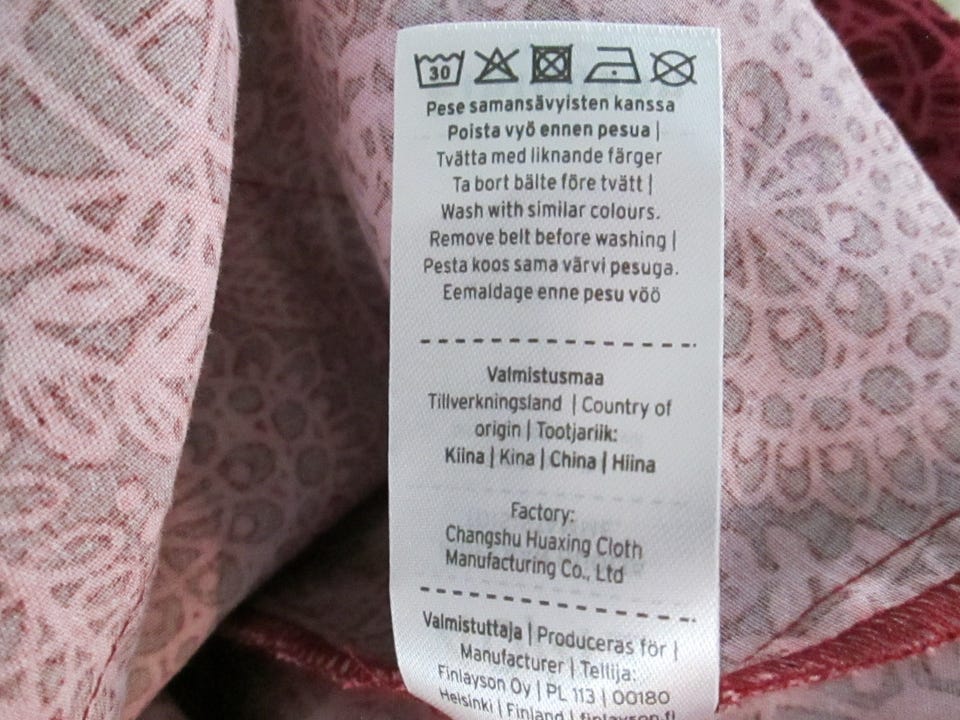 30
Pese samansävyisten kanssa
Poista vyö ennen pesua |
Tvätta med liknande färger
Ta bort bälte före tvätt |
Wash with similar colours.
Remove belt before washing |
Pesta koos sama värvi pesuga.
Eemaldage enne pesu vöö
Valmistusmaa
Tillverkningsland | Country of
origin | Tootjariik:
Kiina | Kina | China | Hiina
Factory:
Changshu Huaxing Cloth
Manufacturing Co., Ltd
Valmistuttaja | Produceras för |
Manufacturer | Tellija:
Finlayson Oy | PL 113 | 00180
Helsinki | Finland | finlayson.fi